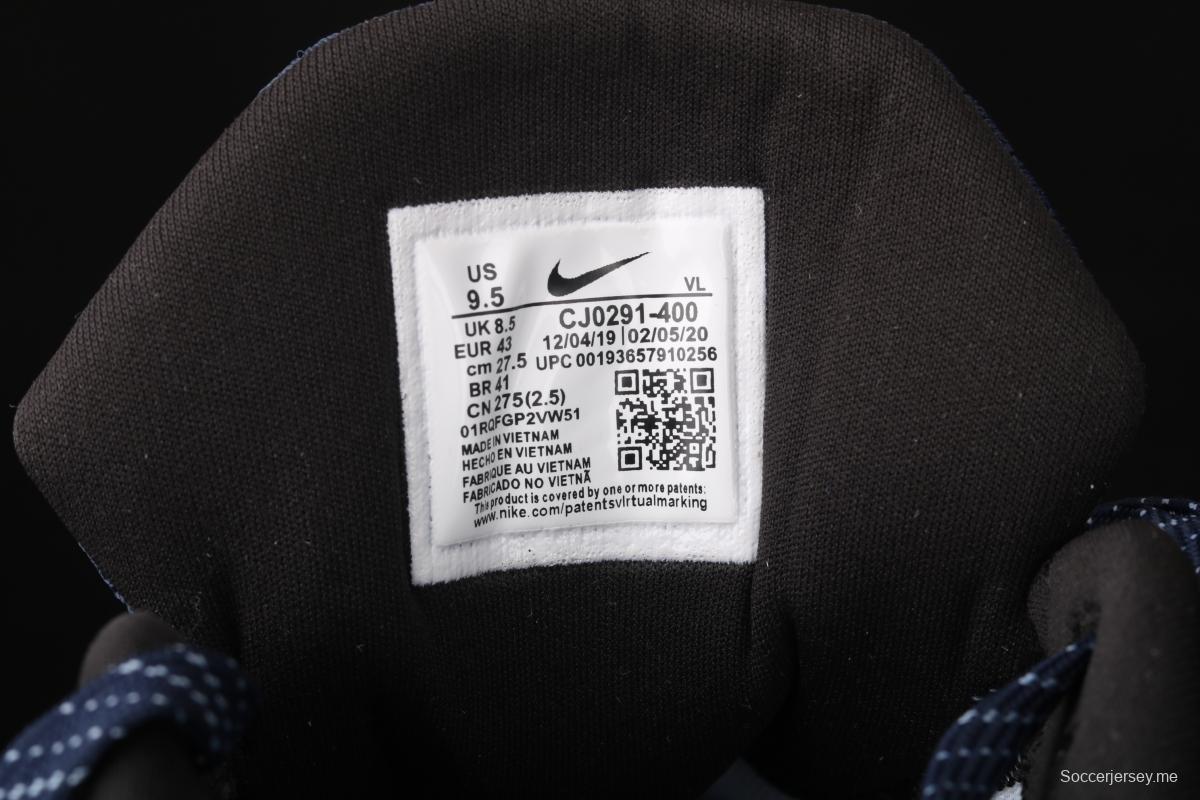 US
9.5
VL
UK 8.5
EUR 43
cm 27.5
BR 41
CN 275(2.5)
01RQFGP2VW51
CJ0291-400
12/04/19 | 02/05/20
UPC 00193657910256
MADE IN VIETNAM
HECHO EN VIETNAM
FABRIQUE AU VIETNAM
FABRICADO NO VIETNÃ
This product is covered by one or more patents:
www.nike.com/patentsvirtualmarking
Soccerjersey.me